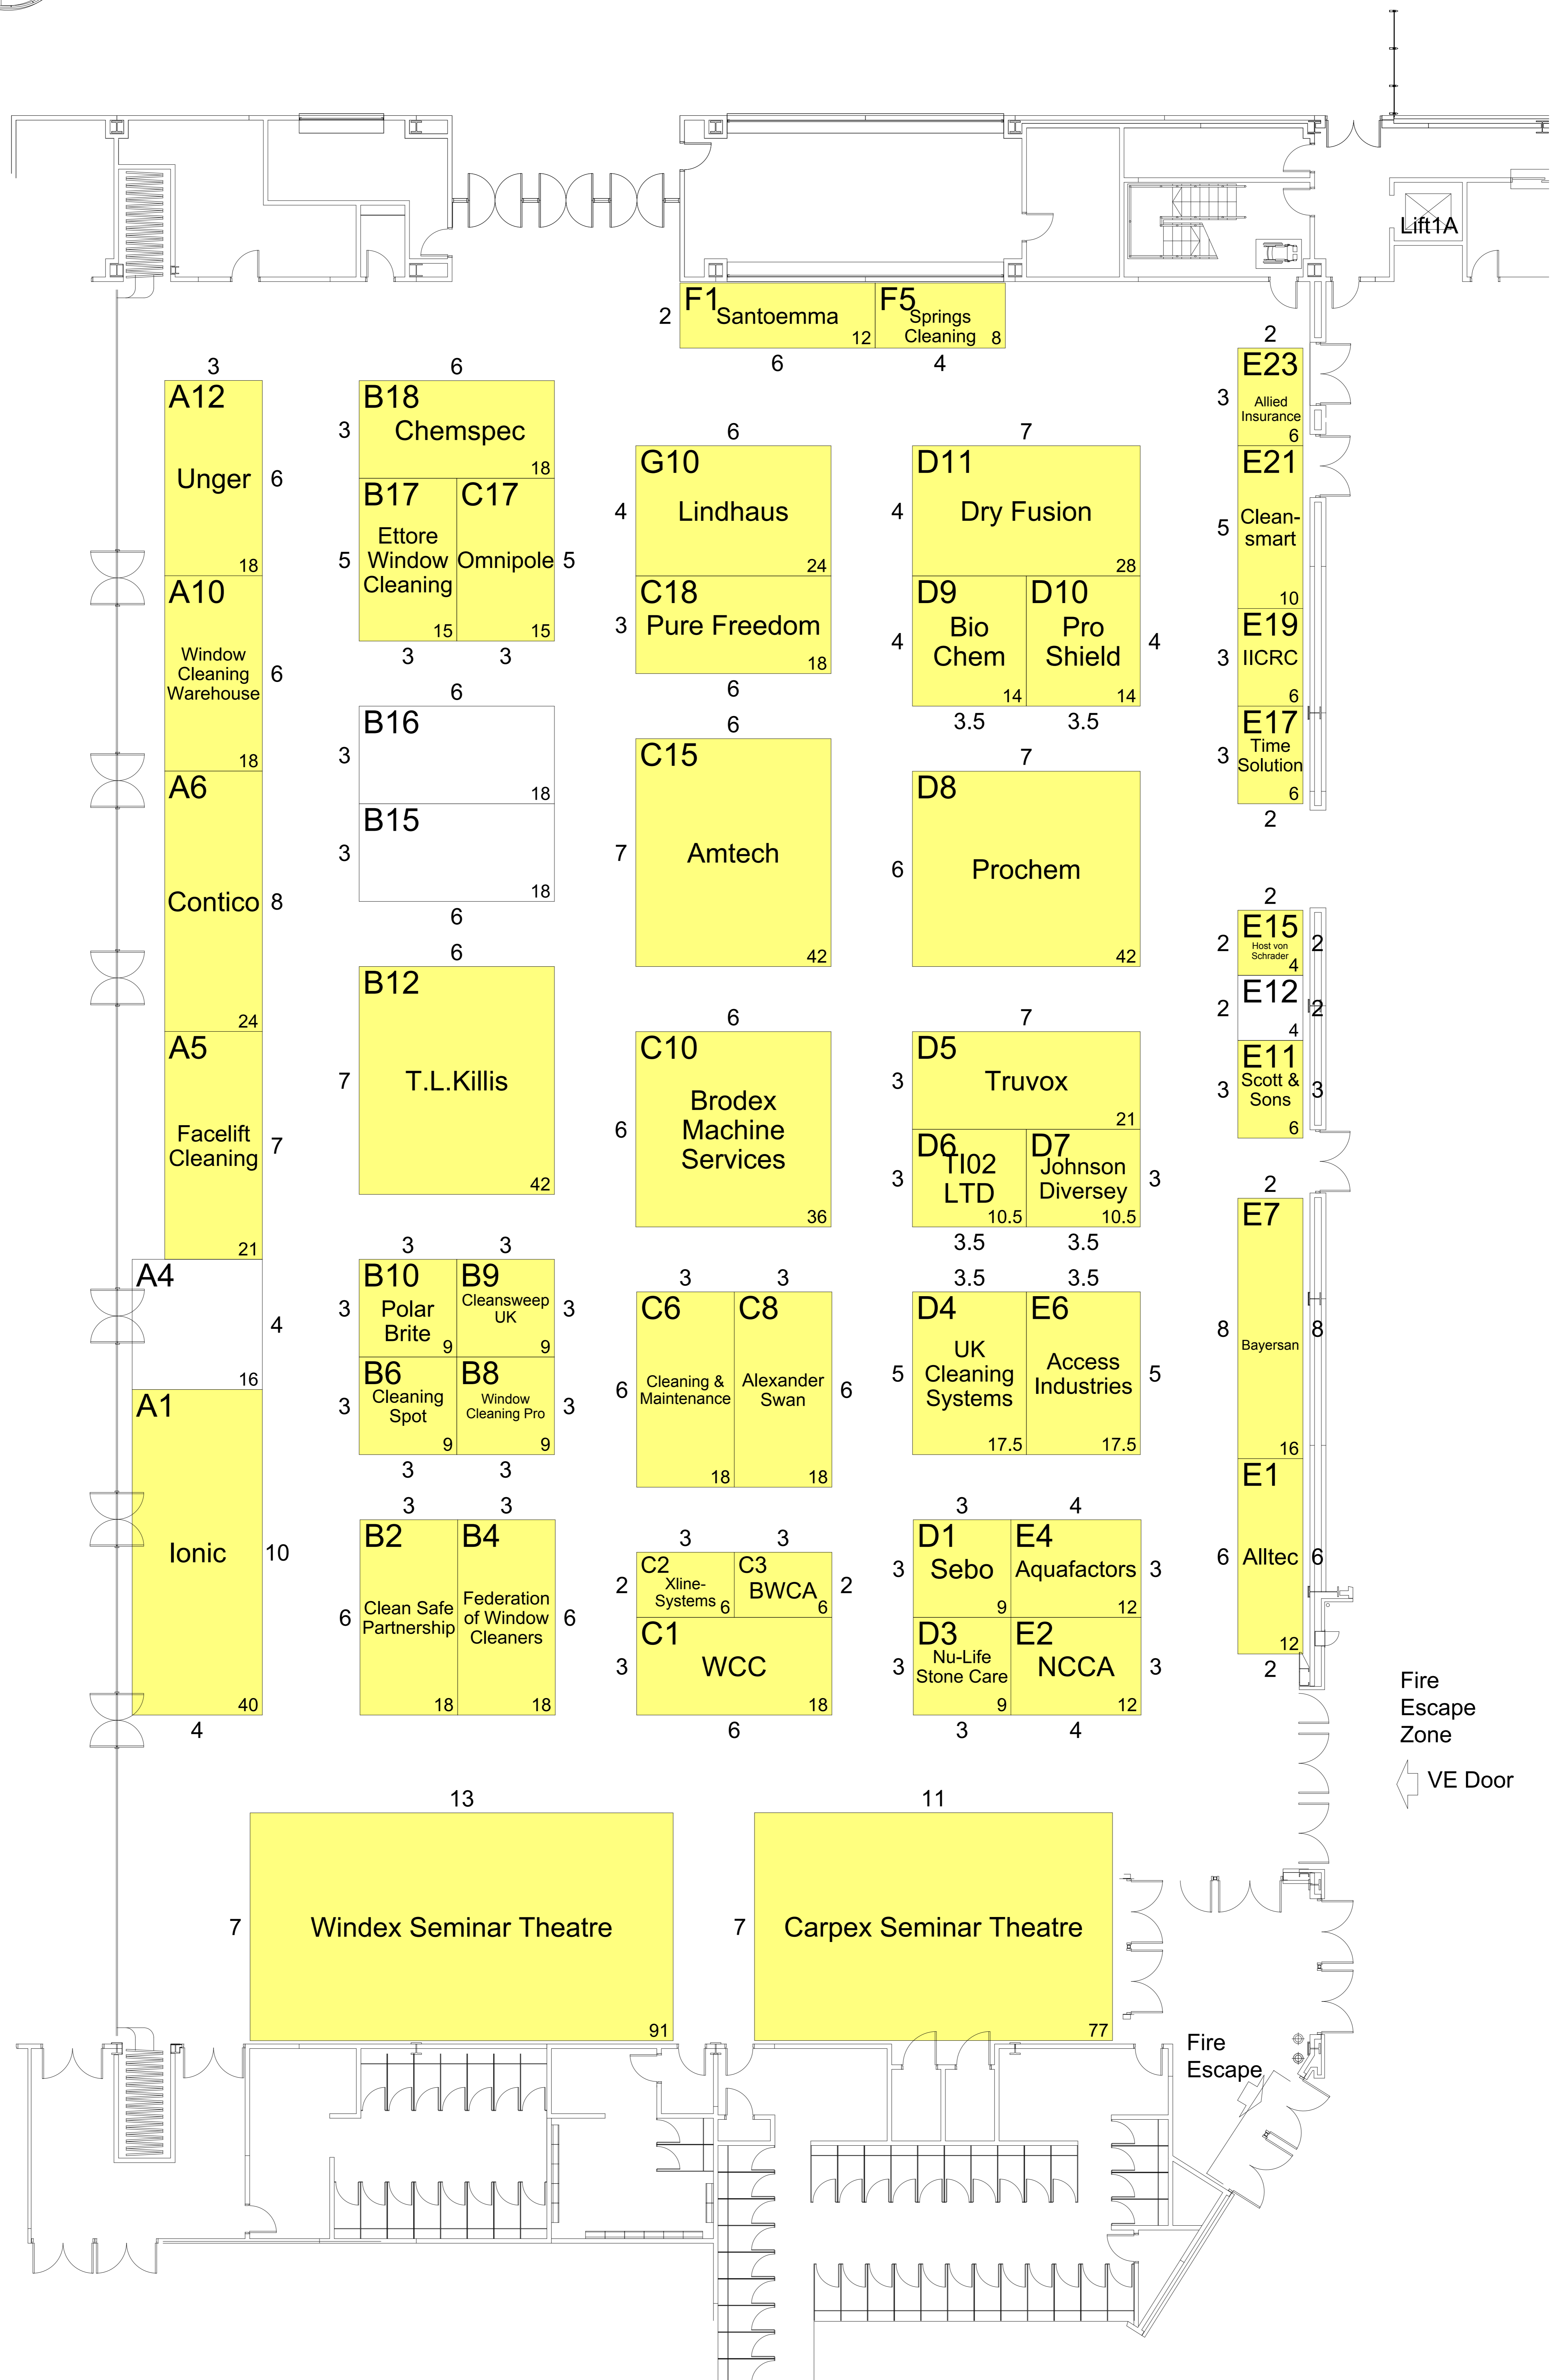 Lift1A
F1
Santoemma
12
F5
Springs
Cleaning
8
2
6
4
2
E23
Allied
Insurance
6
3
E21
Clean-
smart
10
5
E19
IICRC
6
3
E17
Time
Solution
6
3
2
3
A12
Unger
18
6
A10
Window
Cleaning
Warehouse
18
6
A6
Contico
24
8
A5
Facelift
Cleaning
21
7
A4
16
4
A1
Ionic
40
10
4
6
B18
Chemspec
18
3
B17
Ettore
Window
Cleaning
15
5
C17
Omnipole
15
5
3
3
6
B16
18
3
B15
18
3
6
6
B12
T.L.Killis
42
7
3
3
B10
Polar
Brite
9
3
B9
Cleansweep
UK
9
3
B6
Cleaning
Spot
9
3
B8
Window
Cleaning Pro
9
3
3
3
3
3
B2
Clean Safe
Partnership
18
6
B4
Federation
of Window
Cleaners
18
6
6
G10
Lindhaus
24
4
C18
Pure Freedom
18
3
6
6
C15
Amtech
42
7
6
C10
Brodex
Machine
Services
36
6
3
3
C6
Cleaning &
Maintenance
18
6
C8
Alexander
Swan
18
6
3
3
C2
Xline-
Systems
6
2
C3
BWCA
6
2
C1
WCC
18
3
6
7
D11
Dry Fusion
28
4
D9
Bio
Chem
14
4
D10
Pro
Shield
14
4
3.5
3.5
7
D8
Prochem
42
6
7
D5
Truvox
21
3
D6
TI02
LTD
10.5
3
D7
Johnson
Diversey
10.5
3
3.5
3.5
3.5
3.5
D4
UK
Cleaning
Systems
17.5
5
E6
Access
Industries
17.5
5
3
4
D1
Sebo
9
3
E4
Aquafactors
12
3
D3
Nu-Life
Stone Care
9
3
E2
NCCA
12
3
3
4
2
E15
Host von
Schrader
4
2
2
E12
4
2
2
E11
Scott &
Sons
6
3
3
2
E7
Bayersan
16
8
8
E1
Alltec
12
6
6
2
Fire
Escape
Zone
VE Door
13
7
Windex Seminar Theatre
91
11
7
Carpex Seminar Theatre
77
Fire
Escape